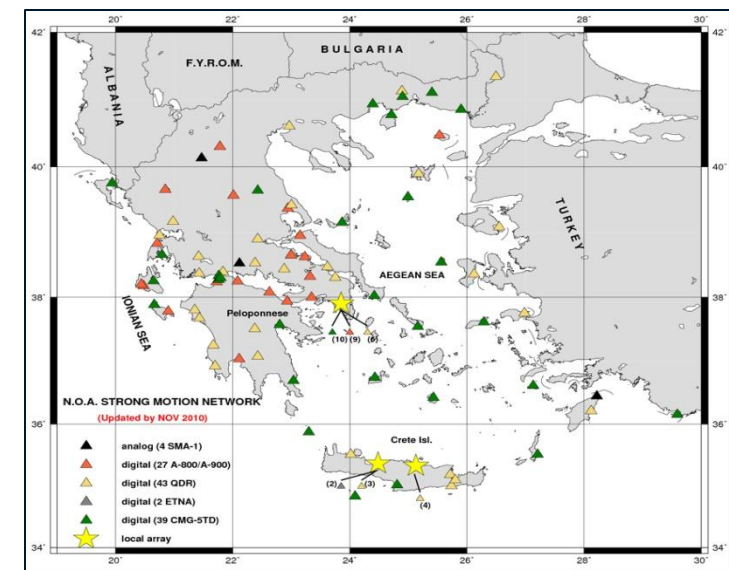 20° 22° 24° 26° 28° 30°
42° 42°
BULGARIA
F.Y.R.O.M.
ALBANIA
40° 40°
TURKEY
AEGEAN SEA
38° 38°
IONIAN SEA
Peloponnese
(10) (9) (6)
N.O.A. STRONG MOTION NETWORK
(Updated by NOV 2010)
36° 36°
Crete Isl.
analog (4 SMA-1)
digital (27 A-800/A-900)
digital (43 QDR)
(2) (3)
digital (2 ETNA)
(4)
digital (39 CMG-5TD)
local array
34° 34°
20° 22° 24° 26° 28° 30°